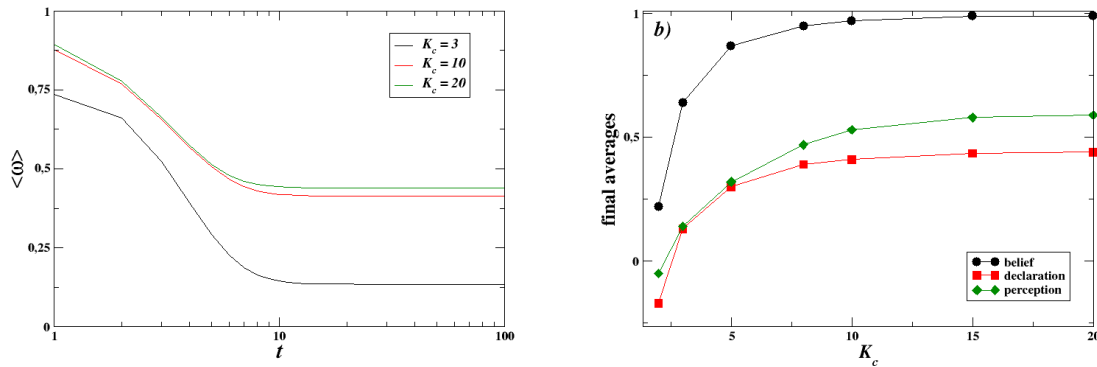 1
0,75
0,5
0,25
0
1
10
100
<ω>
t
K_c = 3
K_c = 10
K_c = 20
b)
1
0,5
0
5
10
15
20
final averages
K_c
belief
declaration
perception